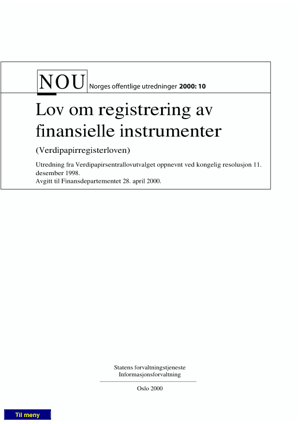 NOU Norges offentlige utredninger 2000: 10
Lov om registrering av
finansielle instrumenter
(Verdipapirregisterloven)
Utredning fra Verdipapirsentrallovutvalget oppnevnt ved kongelig resolusjon 11.
desember 1998.
Avgitt til Finansdepartementet 28. april 2000.
Statens forvaltningstjeneste
Informasjonsforvaltning
Oslo 2000
Til meny